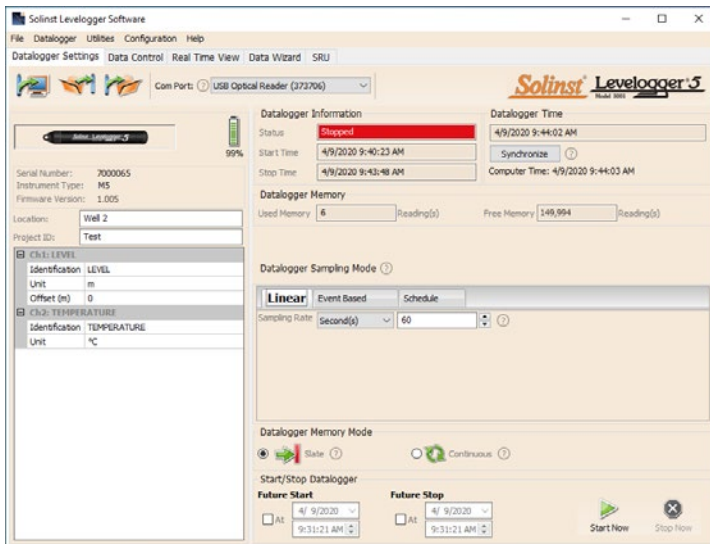 Solinst Levelogger Software
File Datalogger Utilities Configuration Help
Datalogger Settings Data Control Real Time View Data Wizard SRU
Com Port: ? USB Optical Reader (373706)
Solinst Levelogger 5
Model 3001
Solinst Levelogger 5
99%
Serial Number: 7000065
Instrument Type: M5
Firmware Version: 1.005
Location: Well 2
Project ID: Test
Ch1: LEVEL
Identification LEVEL
Unit m
Offset (m) 0
Ch2: TEMPERATURE
Identification TEMPERATURE
Unit °C
Datalogger Information
Status Stopped
Start Time 4/9/2020 9:40:23 AM
Stop Time 4/9/2020 9:43:48 AM
Datalogger Time
4/9/2020 9:44:02 AM
Synchronize ?
Computer Time: 4/9/2020 9:44:03 AM
Datalogger Memory
Used Memory 6 Reading(s) Free Memory 149,994 Reading(s)
Datalogger Sampling Mode ?
Linear Event Based Schedule
Sampling Rate Second(s) 60 ?
Datalogger Memory Mode
Slate ? Continuous ?
Start/Stop Datalogger
Future Start Future Stop
At 4/ 9/2020 At 4/ 9/2020
9:31:21 AM 9:31:21 AM
Start Now Stop Now